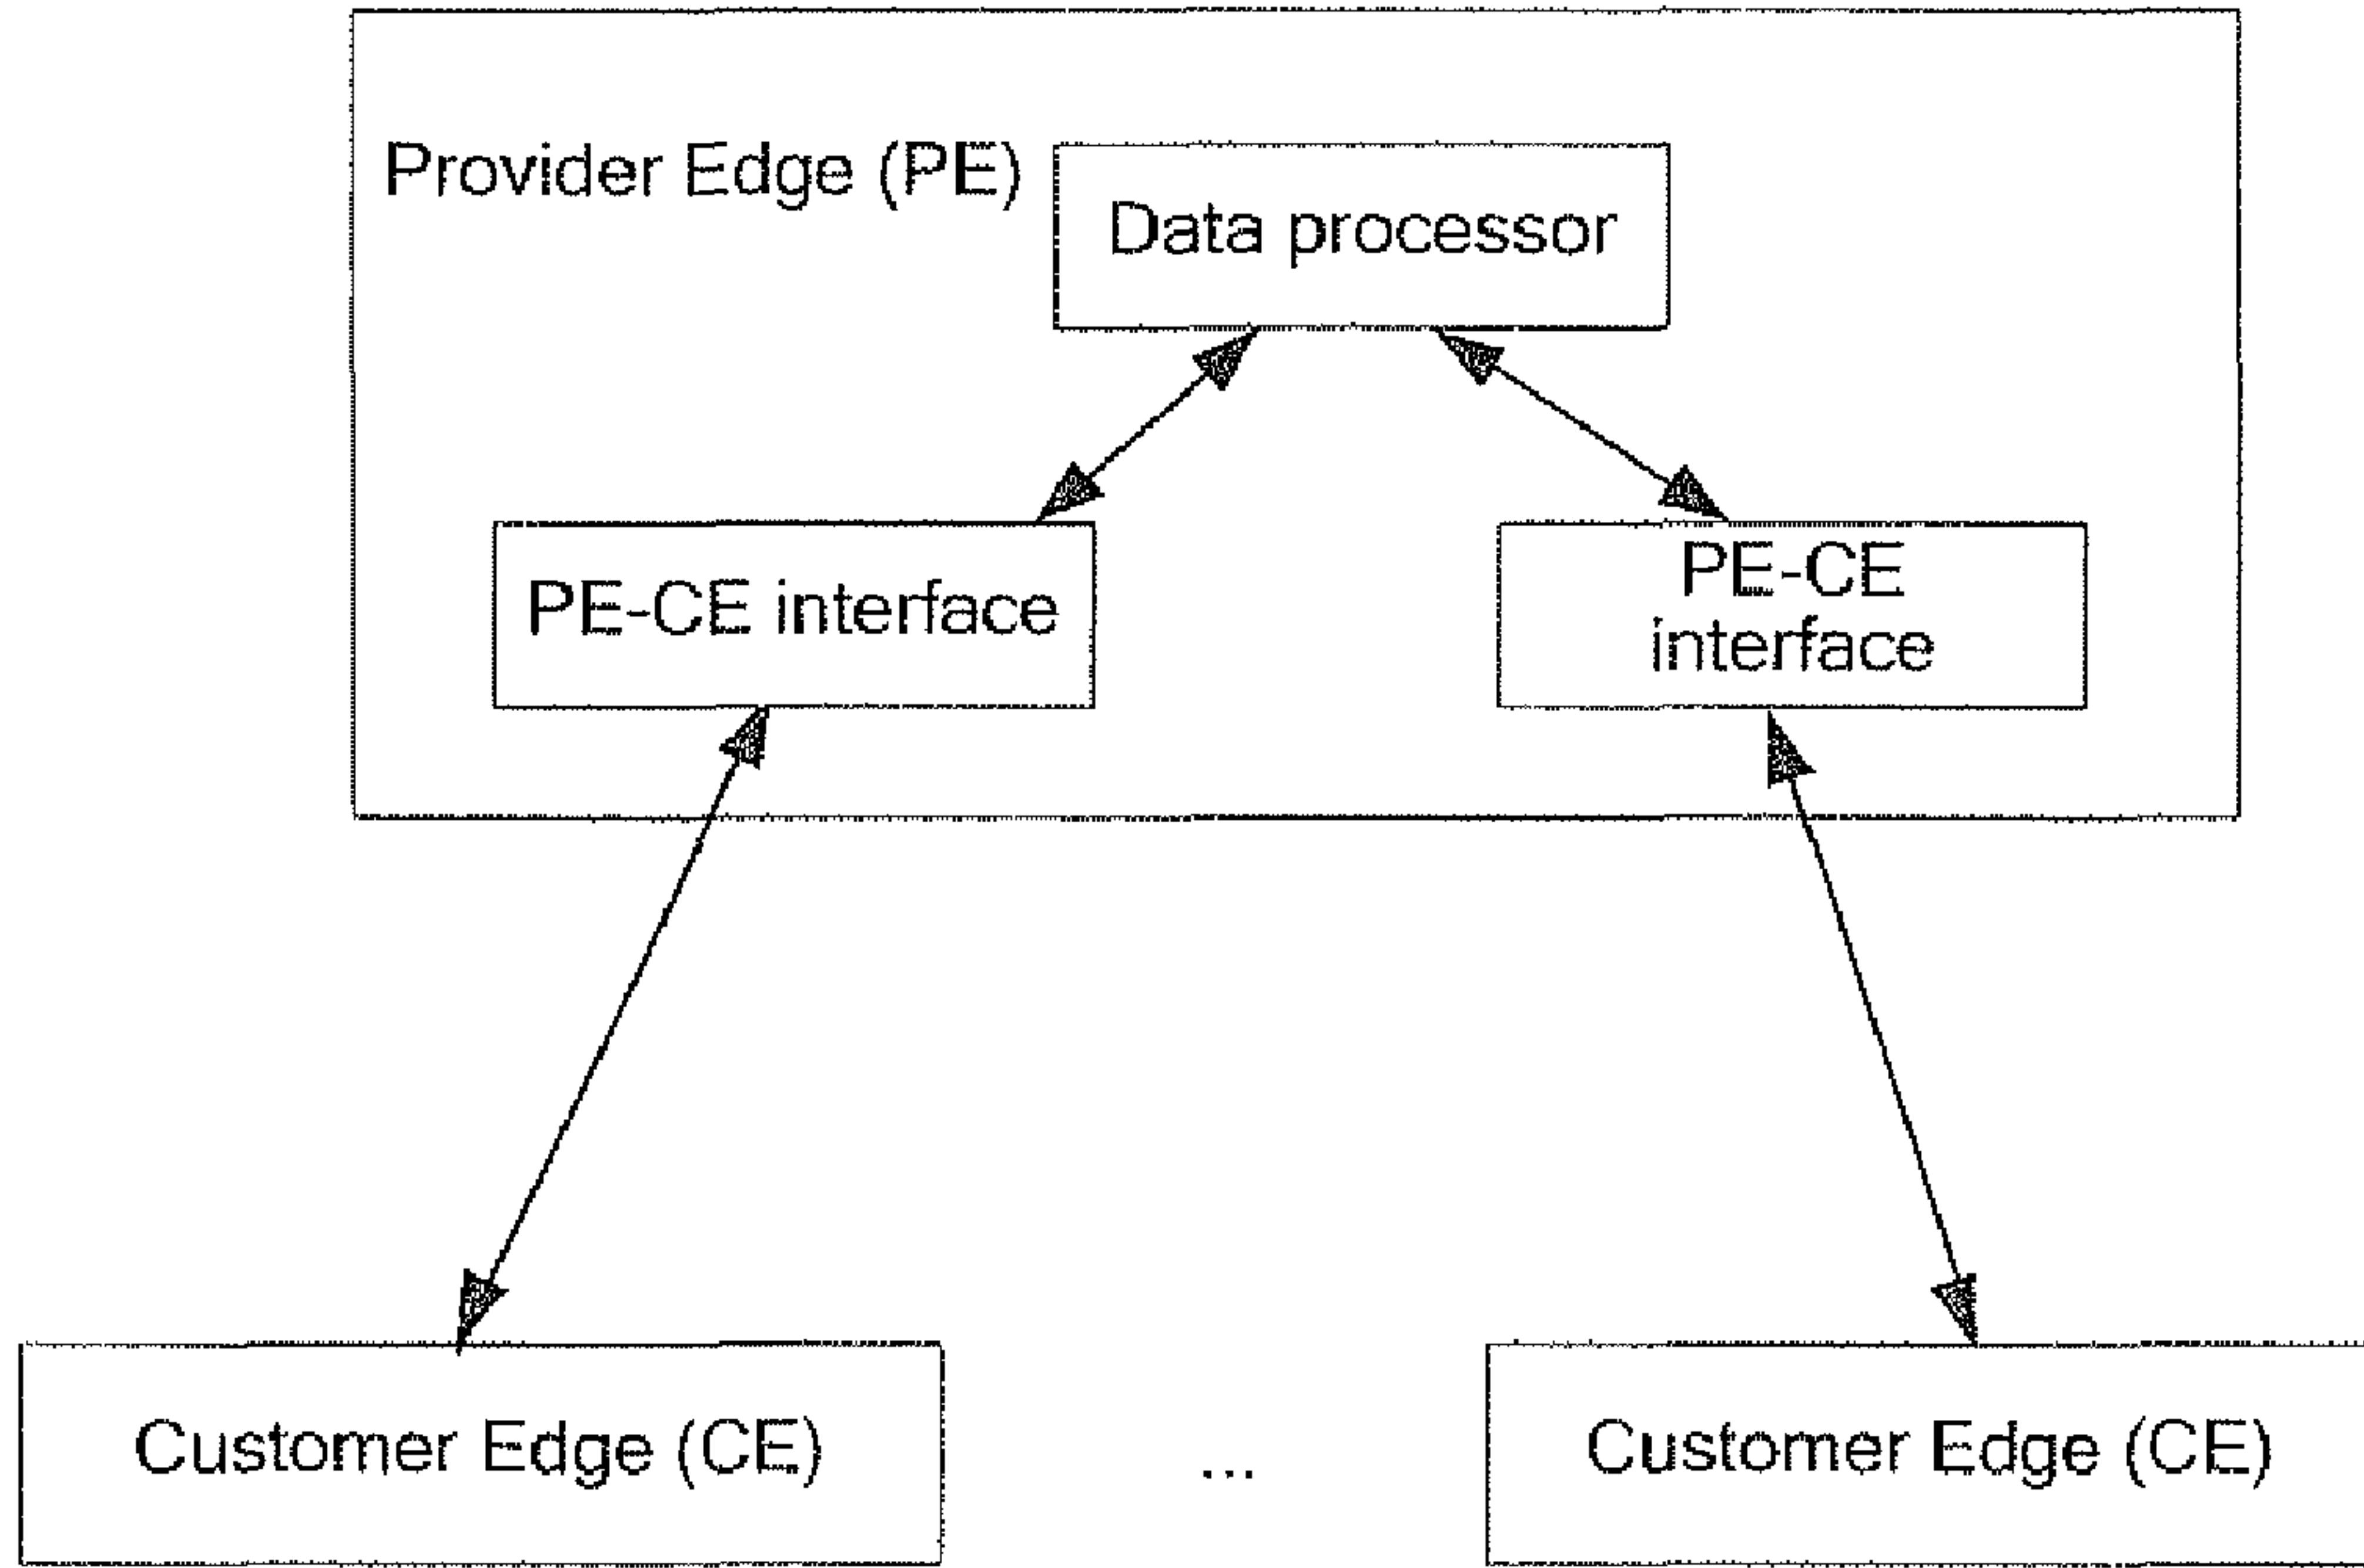 Provider Edge (PE)
Data processor
PE-CE interface
PE-CE
interface
Customer Edge (CE)
...
Customer Edge (CE)